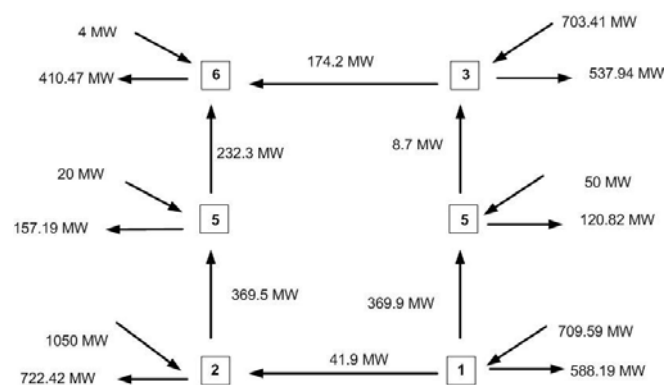 4 MW
703.41 MW
410.47 MW
6
174.2 MW
3
537.94 MW
232.3 MW
8.7 MW
20 MW
50 MW
157.19 MW
5
5
120.82 MW
369.5 MW
369.9 MW
1050 MW
709.59 MW
722.42 MW
2
41.9 MW
1
588.19 MW